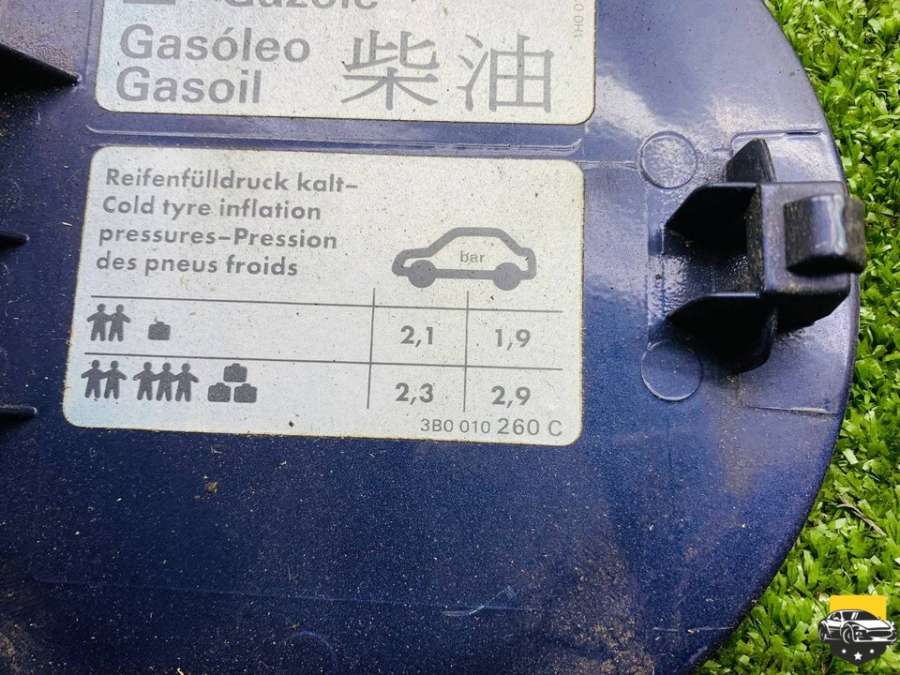 Gazole
Gasóleo
Gasoil
柴油
Reifenfülldruck kalt–
Cold tyre inflation
pressures–Pression
des pneus froids
bar
2,1 1,9
2,3 2,9
3B0 010 260 C